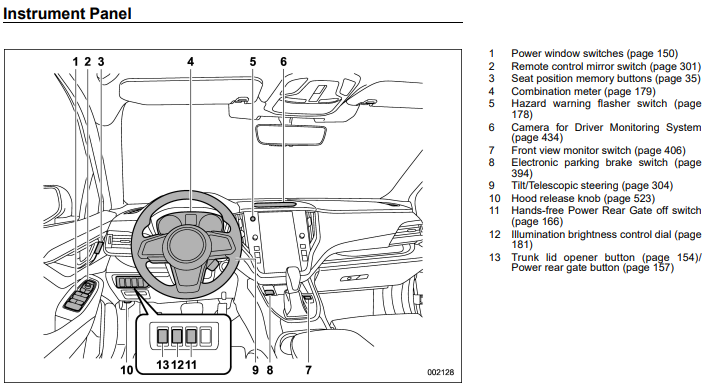 Instrument Panel
1 2 3 4 5 6
13 12 11
10 9 8 7
002128
1 Power window switches (page 150)
2 Remote control mirror switch (page 301)
3 Seat position memory buttons (page 35)
4 Combination meter (page 179)
5 Hazard warning flasher switch (page
178)
6 Camera for Driver Monitoring System
(page 434)
7 Front view monitor switch (page 406)
8 Electronic parking brake switch (page
394)
9 Tilt/Telescopic steering (page 304)
10 Hood release knob (page 523)
11 Hands-free Power Rear Gate off switch
(page 166)
12 Illumination brightness control dial (page
181)
13 Trunk lid opener button (page 154)/
Power rear gate button (page 157)